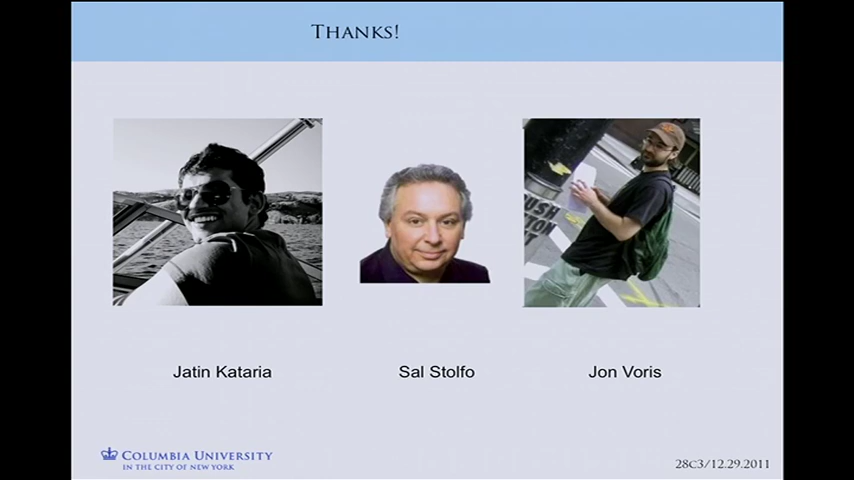 THANKS!
Jatin Kataria
Sal Stolfo
Jon Voris
COLUMBIA UNIVERSITY
IN THE CITY OF NEW YORK
28C3/12.29.2011